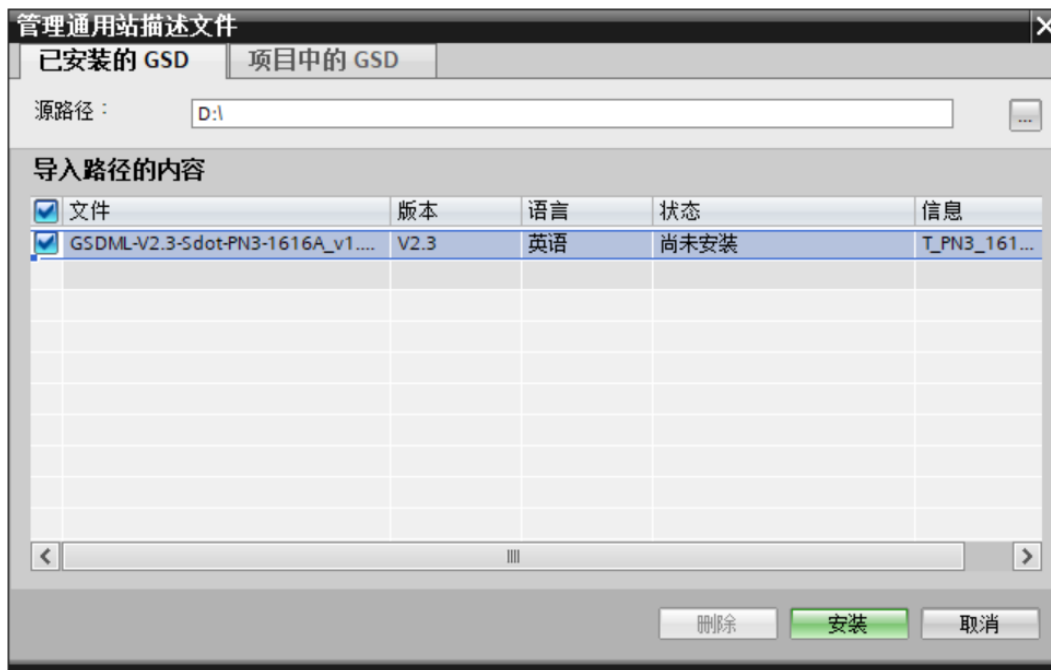 管理通用站描述文件
已安装的 GSD 项目中的 GSD
源路径： D:\ ...
导入路径的内容
文件 版本 语言 状态 信息
GSDML-V2.3-Sdot-PN3-1616A_v1.... V2.3 英语 尚未安装 T_PN3_161...
删除 安装 取消